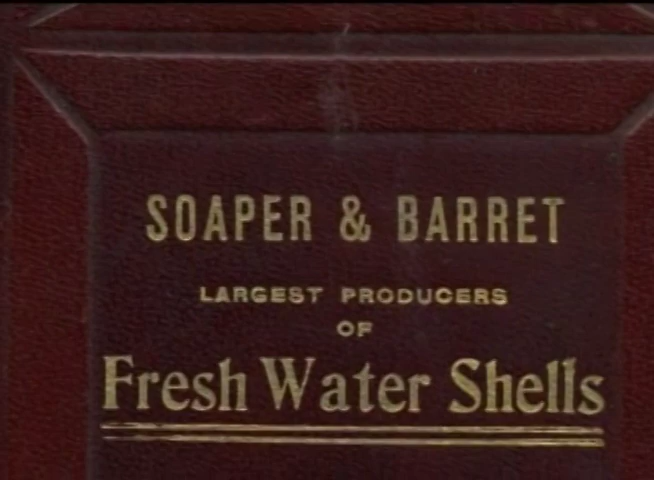 SOAPER & BARRET
LARGEST PRODUCERS
OF
Fresh Water Shells